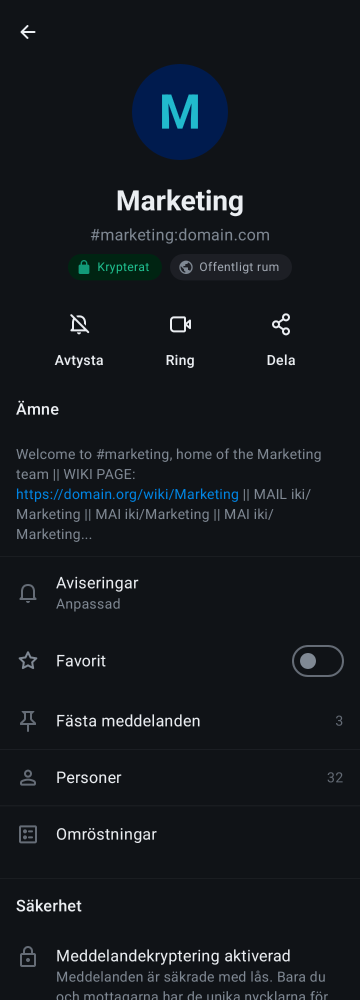 M
Marketing
#marketing:domain.com
Krypterat
Offentligt rum
Avtysta
Ring
Dela
Ämne
Welcome to #marketing, home of the Marketing
team || WIKI PAGE:
https://domain.org/wiki/Marketing || MAIL iki/
Marketing || MAI iki/Marketing || MAI iki/
Marketing...
Aviseringar
Anpassad
Favorit
Fästa meddelanden 3
Personer 32
Omröstningar
Säkerhet
Meddelandekryptering aktiverad
Meddelanden är säkrade med lås. Bara du
och mottagarna har de unika nycklarna för